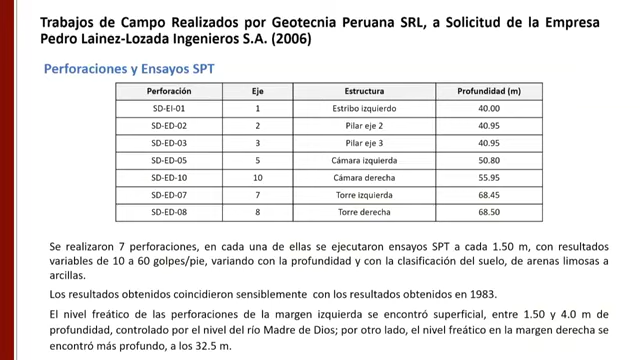 Trabajos de Campo Realizados por Geotecnia Peruana SRL, a Solicitud de la Empresa
Pedro Lainez-Lozada Ingenieros S.A. (2006)
Perforaciones y Ensayos SPT
Perforación Eje Estructura Profundidad (m)
SD-EI-01 1 Estribo izquierdo 40.00
SD-ED-02 2 Pilar eje 2 40.95
SD-ED-03 3 Pilar eje 3 40.95
SD-ED-05 5 Cámara izquierda 50.80
SD-ED-10 10 Cámara derecha 55.95
SD-ED-07 7 Torre izquierda 68.45
SD-ED-08 8 Torre derecha 68.50
Se realizaron 7 perforaciones, en cada una de ellas se ejecutaron ensayos SPT a cada 1.50 m, con resultados
variables de 10 a 60 golpes/pie, variando con la profundidad y con la clasificación del suelo, de arenas limosas a
arcillas.
Los resultados obtenidos coincidieron sensiblemente con los resultados obtenidos en 1983.
El nivel freático de las perforaciones de la margen izquierda se encontró superficial, entre 1.50 y 4.0 m de
profundidad, controlado por el nivel del río Madre de Dios; por otro lado, el nivel freático en la margen derecha se
encontró más profundo, a los 32.5 m.